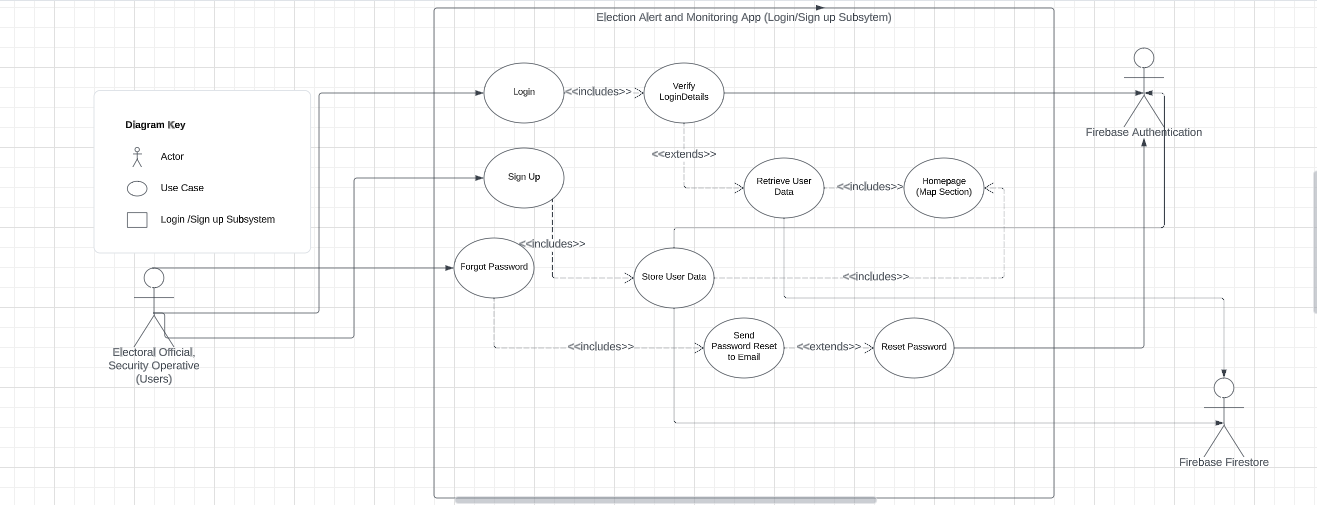 Election Alert and Monitoring App (Login/Sign up Subsytem)
Login
<<includes>>
Verify
LoginDetails
Diagram Key
Actor
Use Case
Login /Sign up Subsystem
Firebase Authentication
<<extends>>
Sign Up
Retrieve User
Data
<<includes>>
Homepage
(Map Section)
<<includes>>
Forgot Password
Store User Data
<<includes>>
Send
Password Reset
to Email
<<includes>>
<<extends>>
Reset Password
Electoral Official,
Security Operative
(Users)
Firebase Firestore